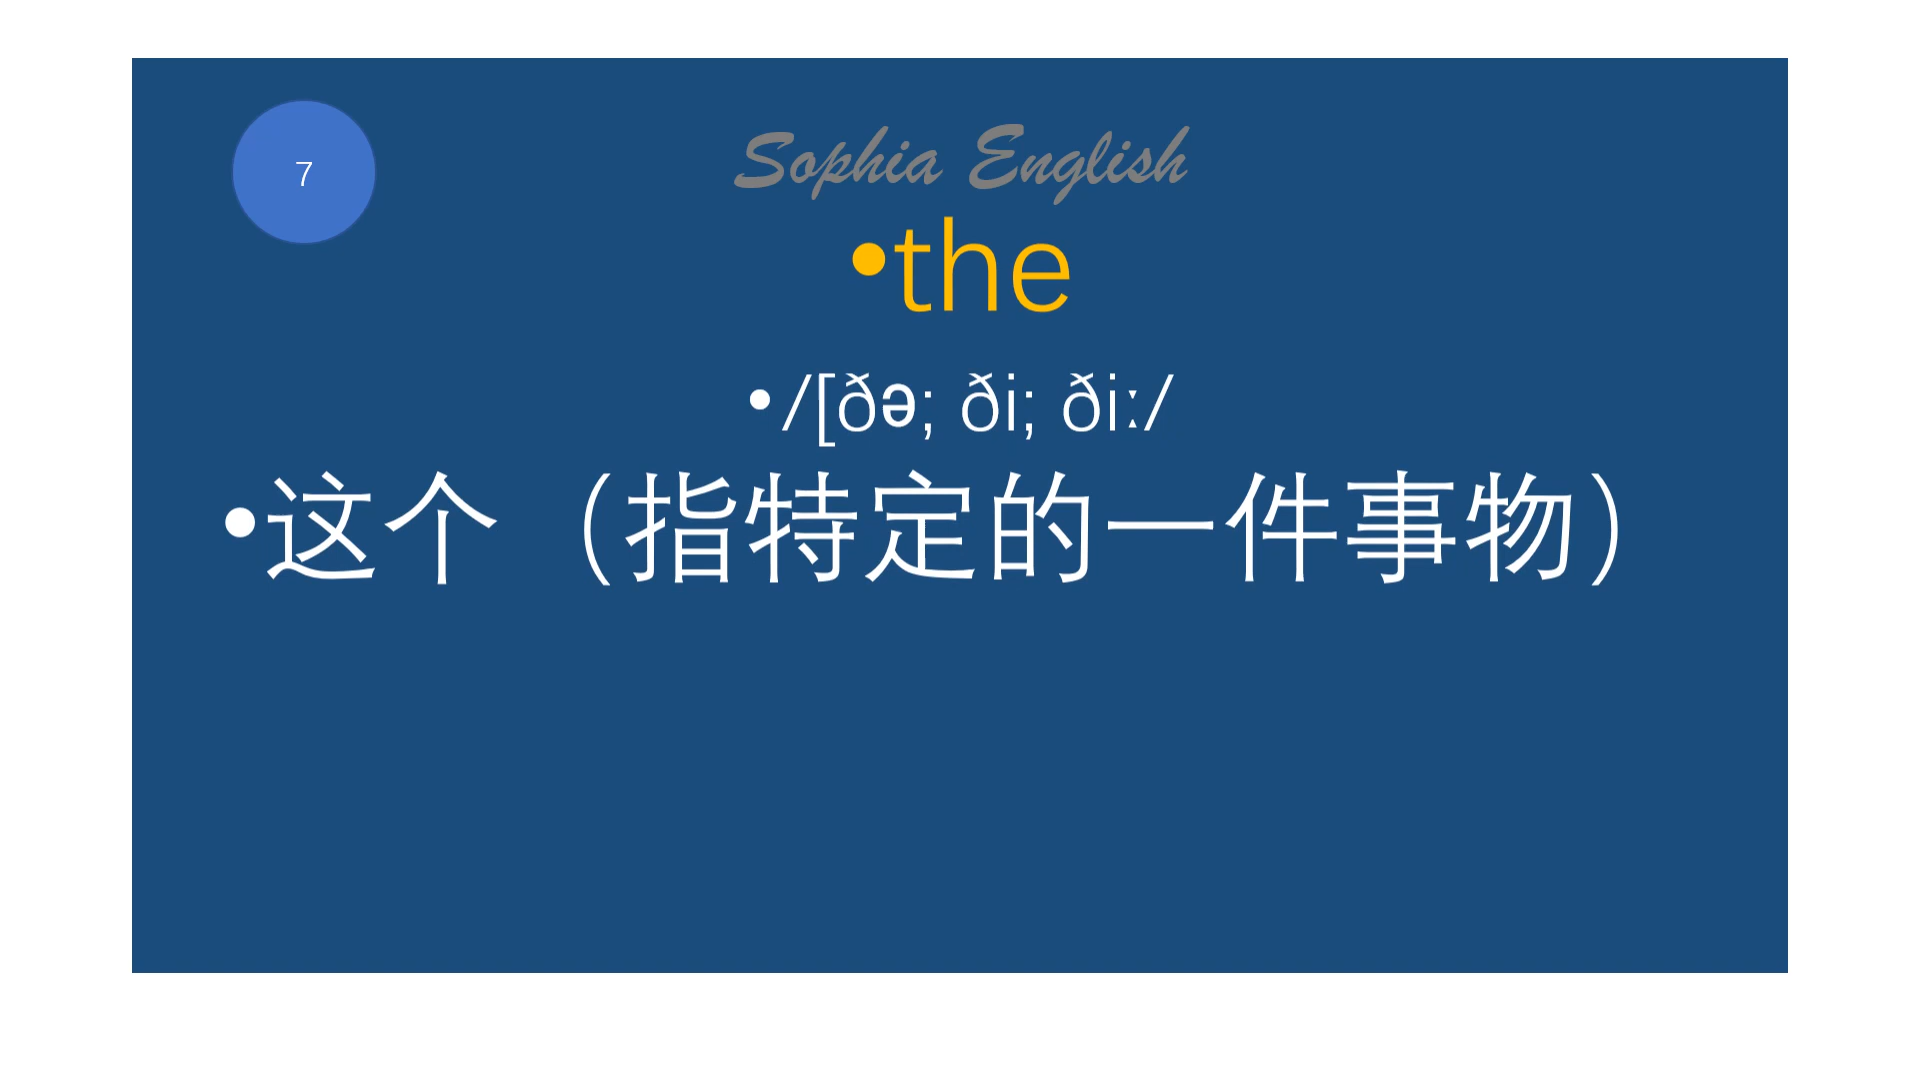 7
Sophia English
•the
•/[ðə; ði; ðiː/
•这个（指特定的一件事物）